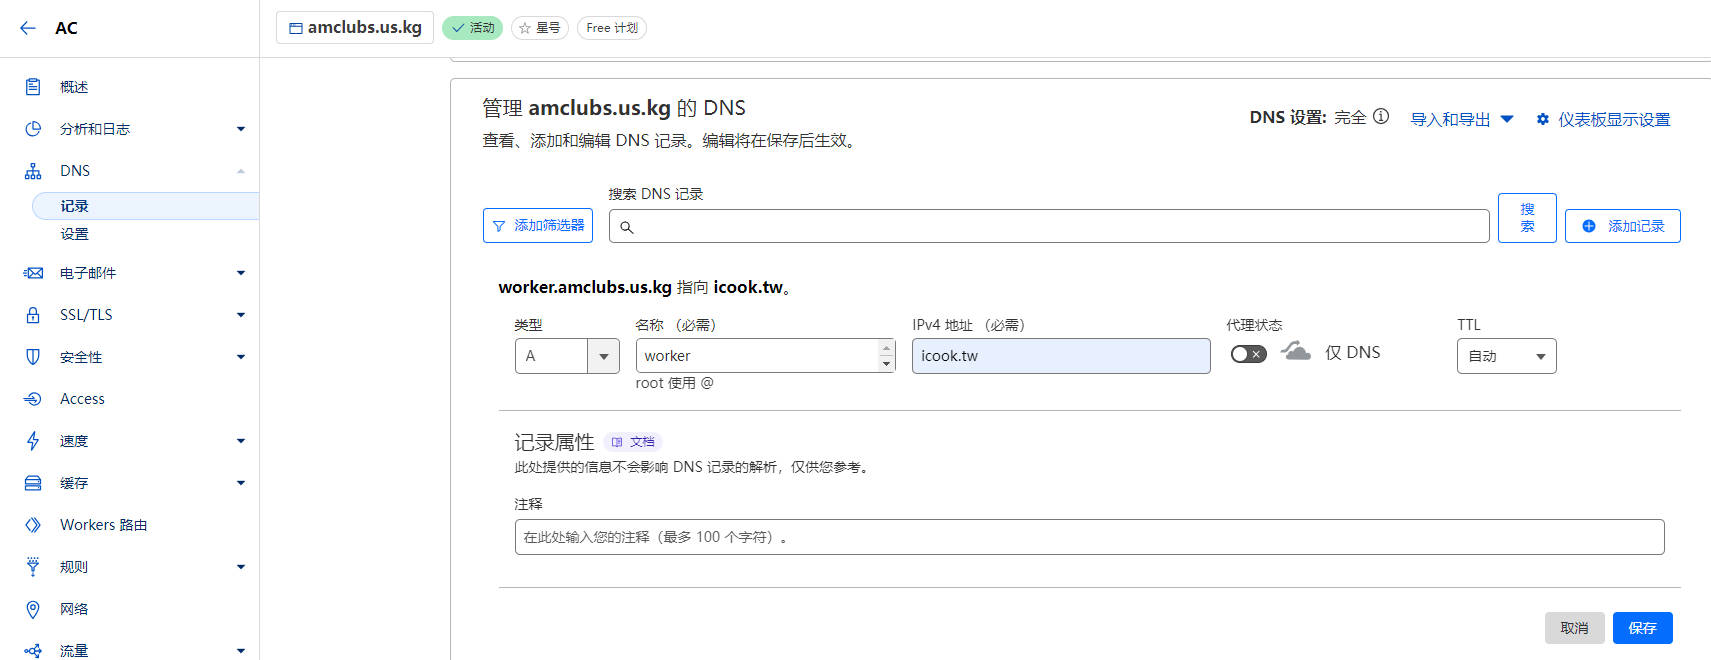 AC
amclubs.us.kg
活动
星号
Free 计划
概述
分析和日志
DNS
记录
设置
电子邮件
SSL/TLS
安全性
Access
速度
缓存
Workers 路由
规则
网络
流量
管理 amclubs.us.kg 的 DNS
查看、添加和编辑 DNS 记录。编辑将在保存后生效。
DNS 设置: 完全
导入和导出
仪表板显示设置
搜索 DNS 记录
添加筛选器
搜
索
添加记录
worker.amclubs.us.kg 指向 icook.tw。
类型
名称 （必需）
IPv4 地址 （必需）
代理状态
TTL
A
worker
icook.tw
仅 DNS
自动
root 使用 @
记录属性
文档
此处提供的信息不会影响 DNS 记录的解析，仅供您参考。
注释
在此处输入您的注释（最多 100 个字符）。
取消
保存